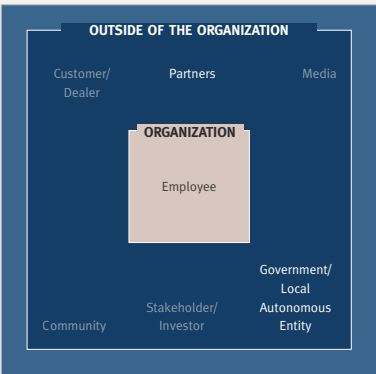 OUTSIDE OF THE ORGANIZATION
Customer/
Dealer
Partners
Media
ORGANIZATION
Employee
Community
Stakeholder/
Investor
Government/
Local
Autonomous
Entity